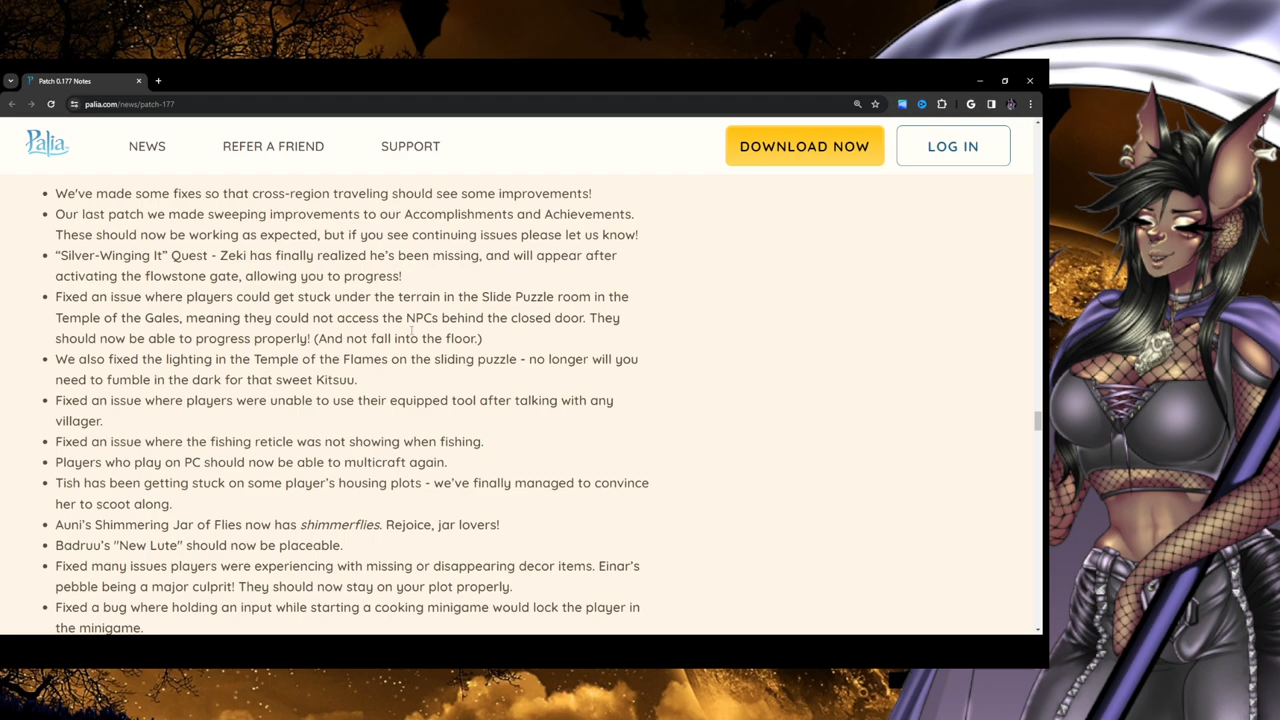 Patch 0.177 Notes
palia.com/news/patch-177
Palia
NEWS
REFER A FRIEND
SUPPORT
DOWNLOAD NOW
LOG IN
• We've made some fixes so that cross-region traveling should see some improvements!
• Our last patch we made sweeping improvements to our Accomplishments and Achievements.
These should now be working as expected, but if you see continuing issues please let us know!
• “Silver-Winging It” Quest - Zeki has finally realized he’s been missing, and will appear after
activating the flowstone gate, allowing you to progress!
• Fixed an issue where players could get stuck under the terrain in the Slide Puzzle room in the
Temple of the Gales, meaning they could not access the NPCs behind the closed door. They
should now be able to progress properly! (And not fall into the floor.)
• We also fixed the lighting in the Temple of the Flames on the sliding puzzle - no longer will you
need to fumble in the dark for that sweet Kitsuu.
• Fixed an issue where players were unable to use their equipped tool after talking with any
villager.
• Fixed an issue where the fishing reticle was not showing when fishing.
• Players who play on PC should now be able to multicraft again.
• Tish has been getting stuck on some player’s housing plots - we’ve finally managed to convince
her to scoot along.
• Auni’s Shimmering Jar of Flies now has shimmerflies. Rejoice, jar lovers!
• Badruu’s "New Lute" should now be placeable.
• Fixed many issues players were experiencing with missing or disappearing decor items. Einar’s
pebble being a major culprit! They should now stay on your plot properly.
• Fixed a bug where holding an input while starting a cooking minigame would lock the player in
the minigame.